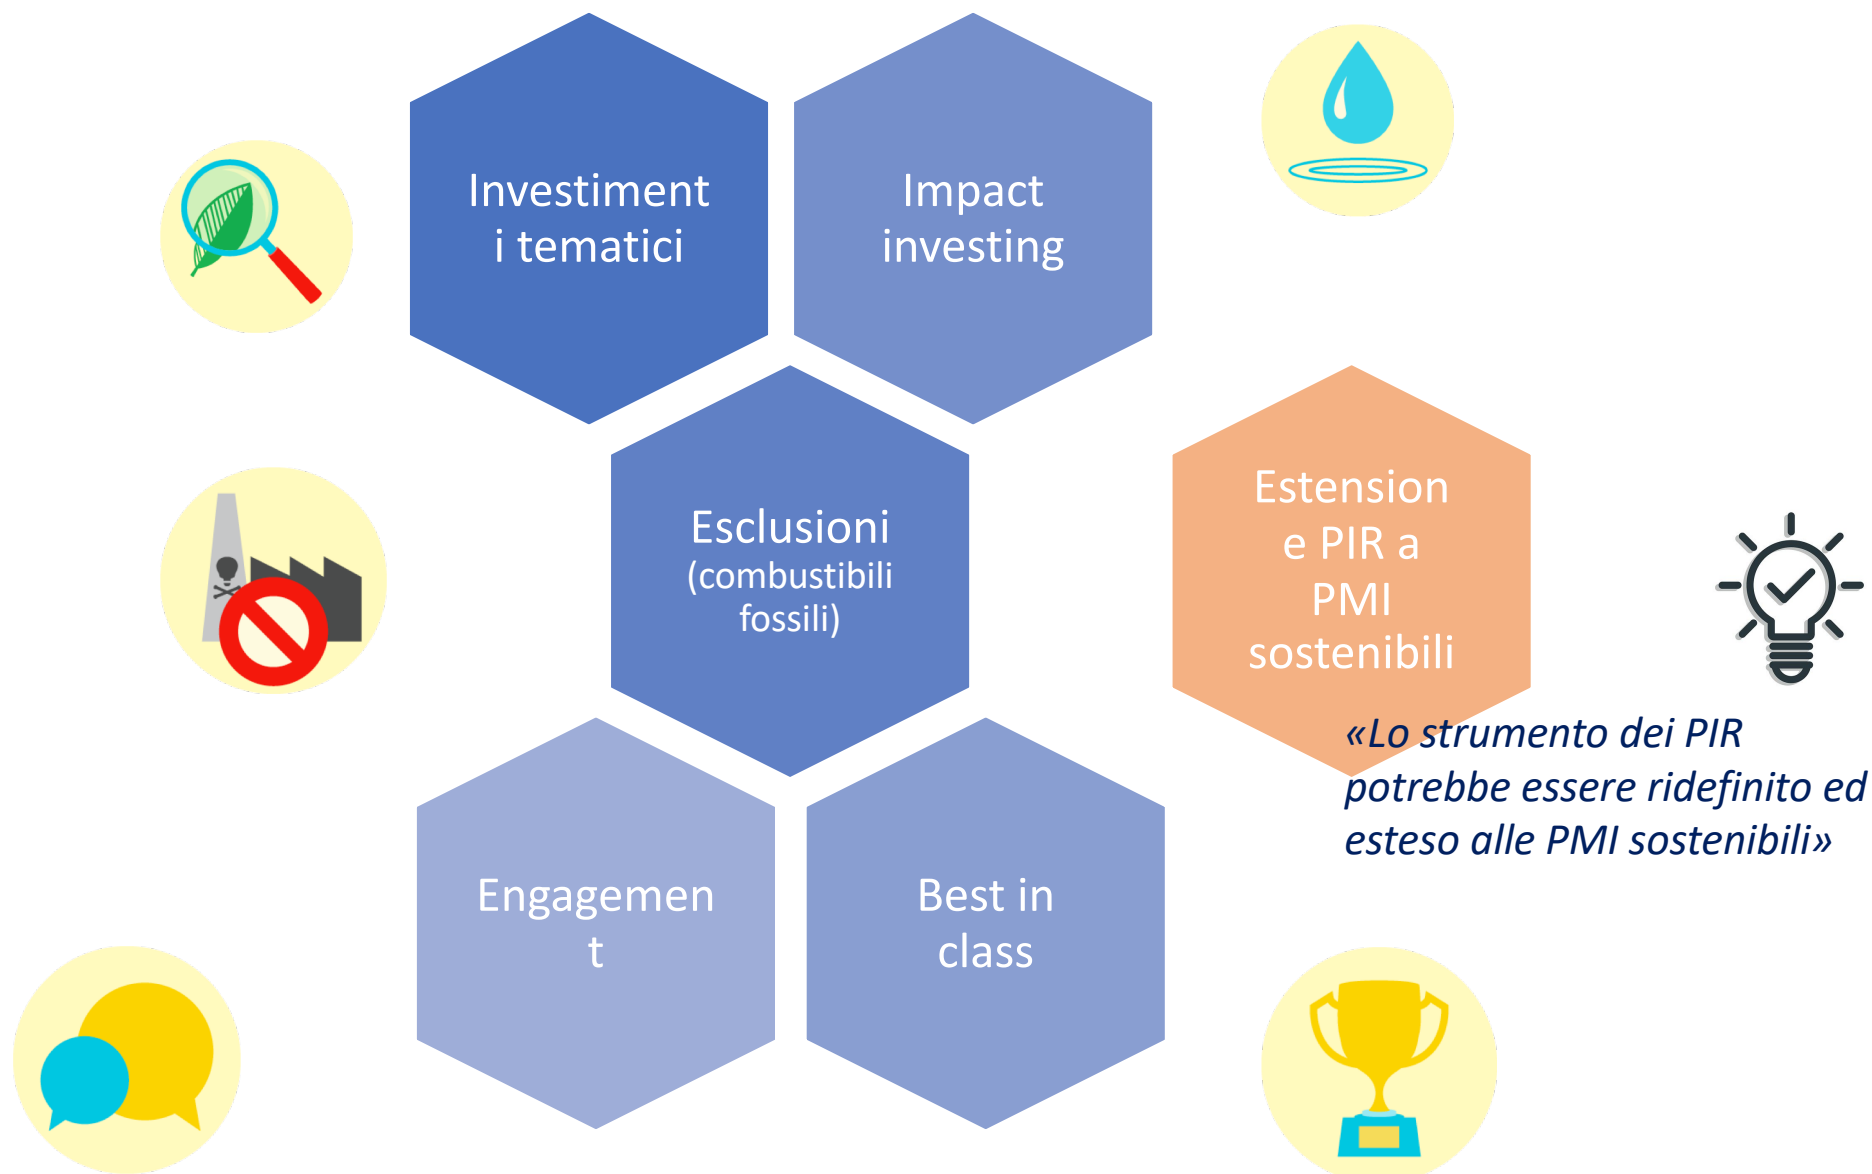 Investiment
i tematici
Impact
investing
Esclusioni
(combustibili
fossili)
Estension
e PIR a
PMI
sostenibili
«Lo strumento dei PIR
potrebbe essere ridefinito ed
esteso alle PMI sostenibili»
Engagemen
t
Best in
class